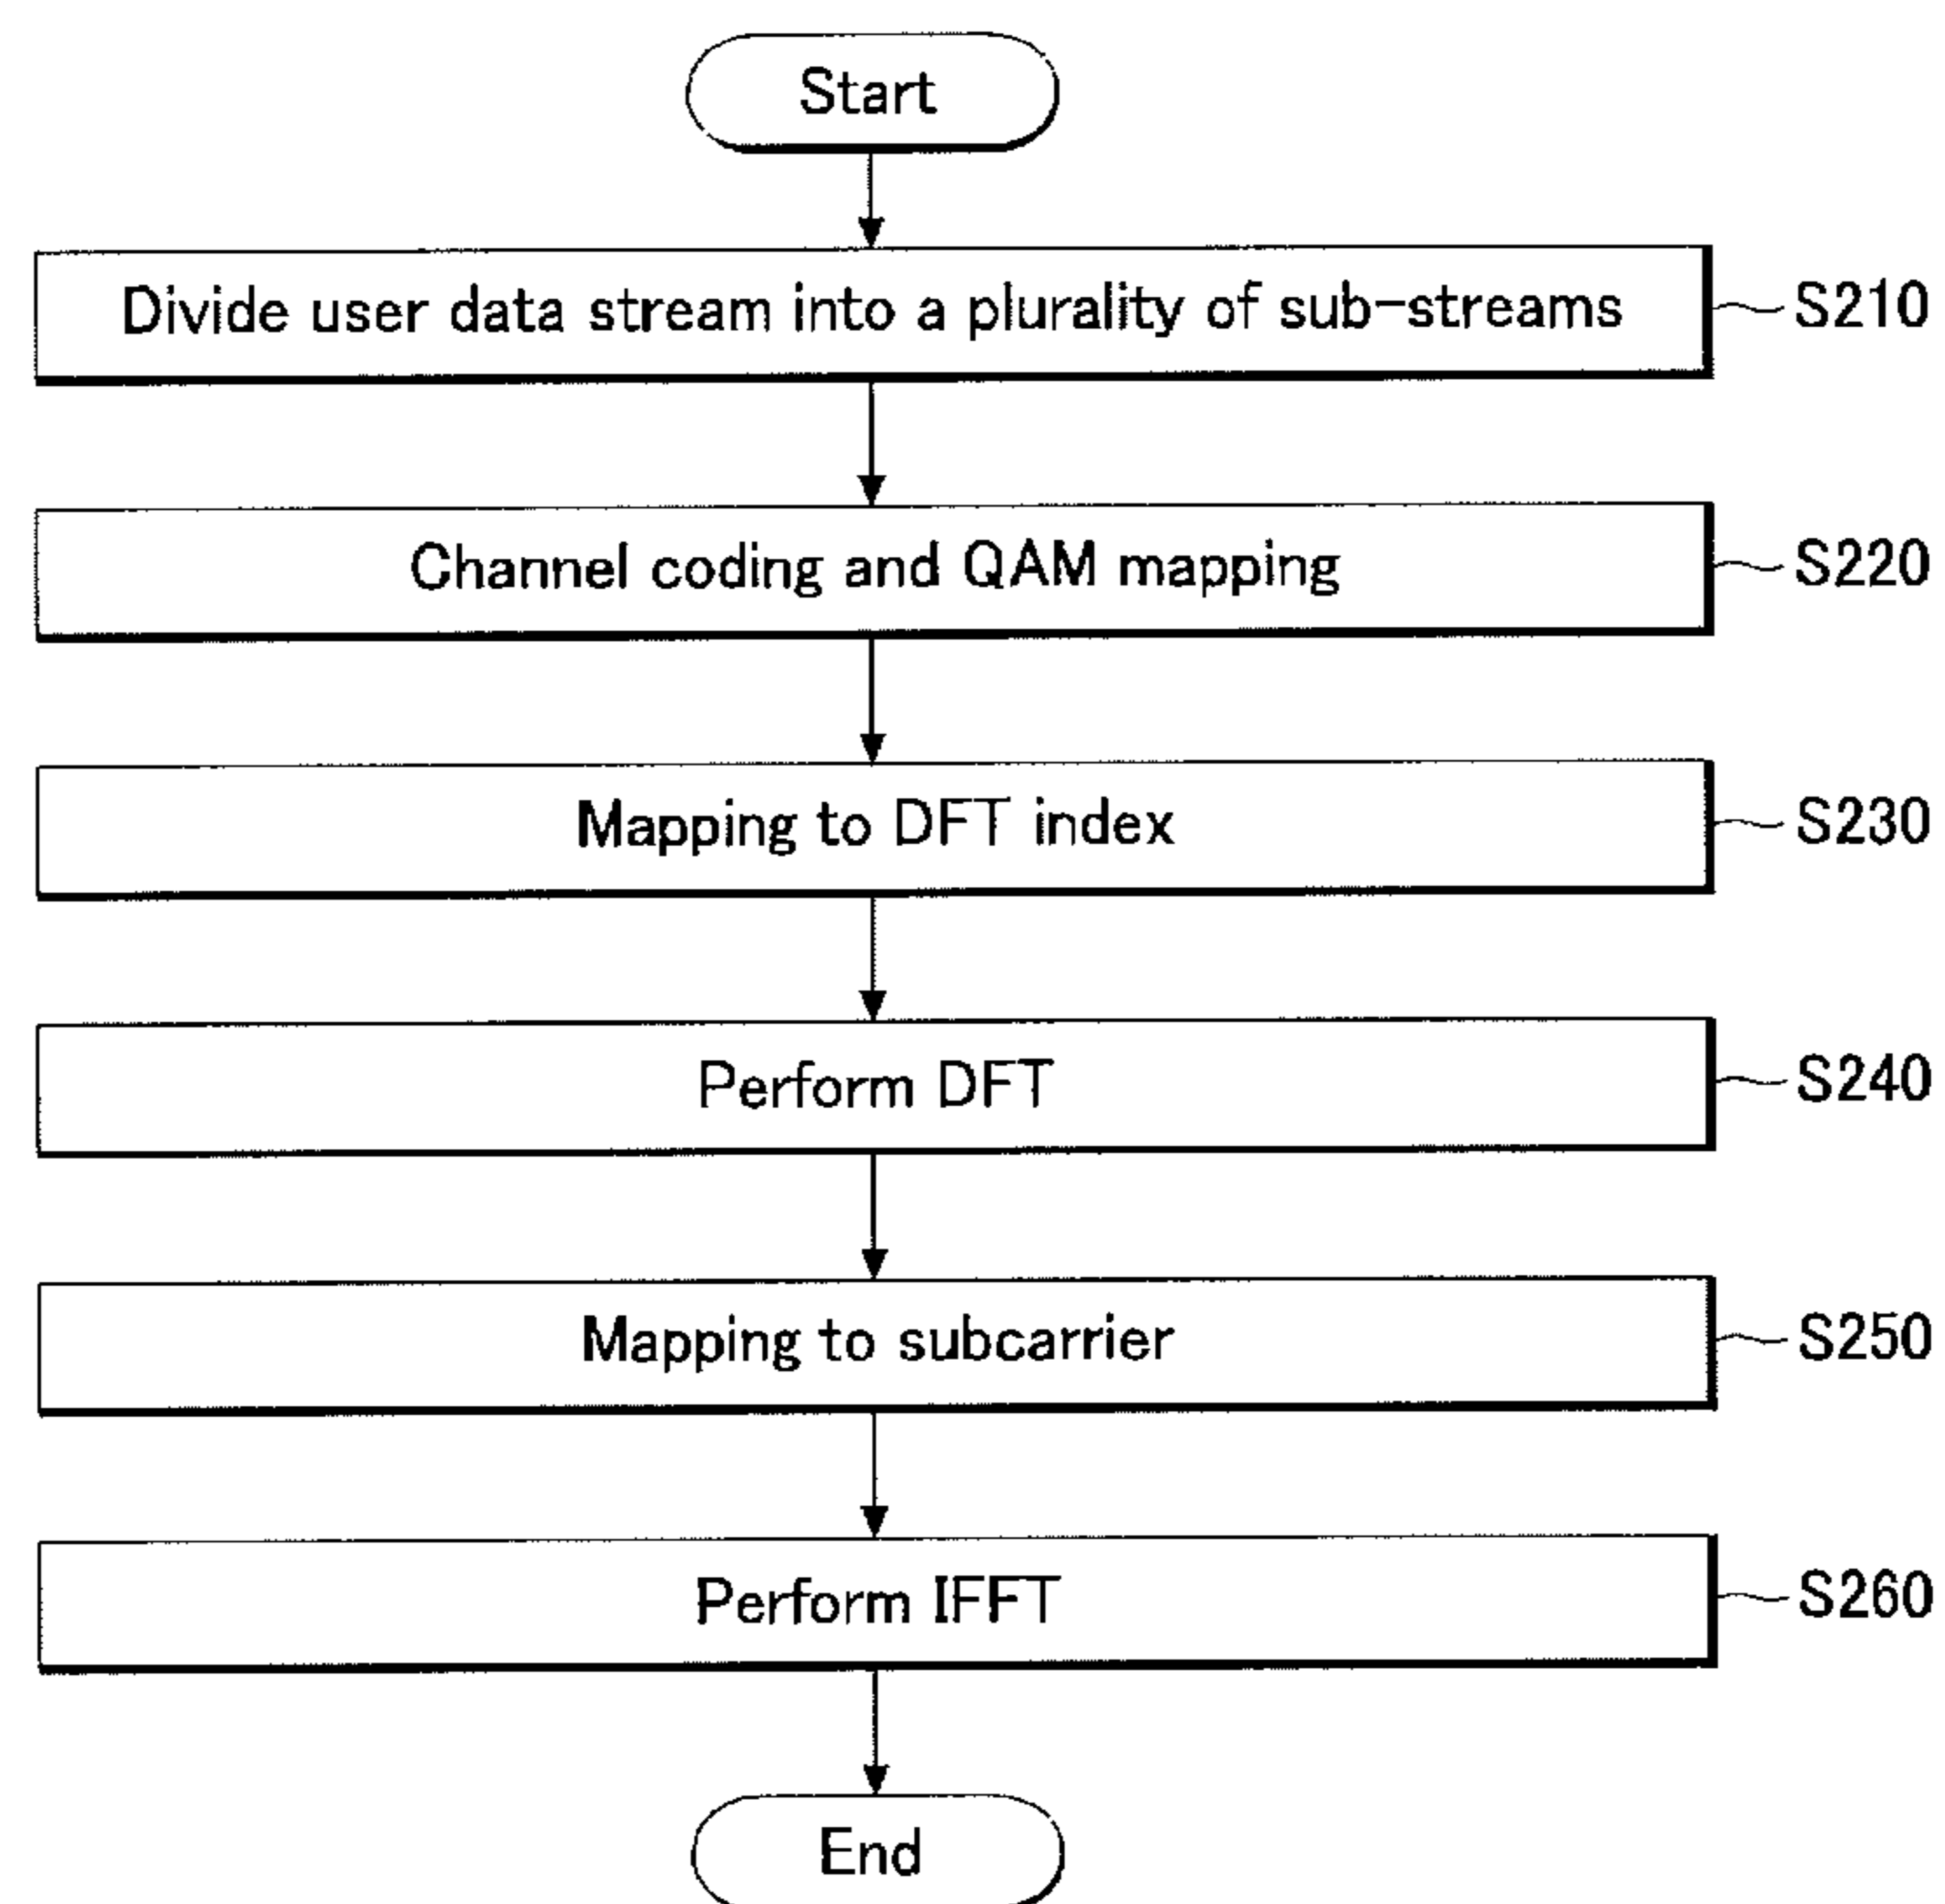 Start
Divide user data stream into a plurality of sub-streams
S210
Channel coding and QAM mapping
S220
Mapping to DFT index
S230
Perform DFT
S240
Mapping to subcarrier
S250
Perform IFFT
S260
End